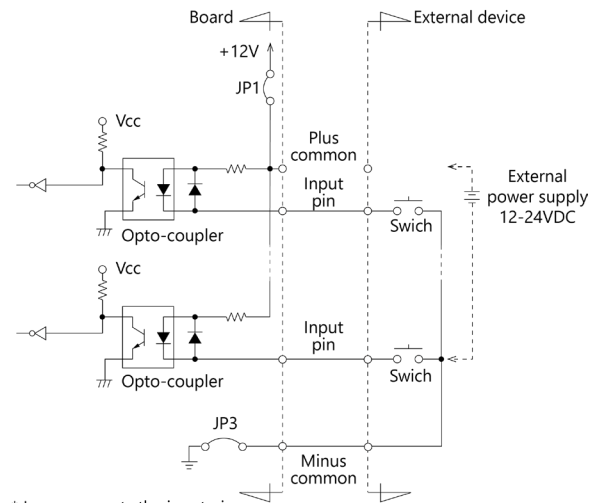 Board
External device
+12V
JP1
Vcc
Plus
common
Input
pin
External
power supply
12-24VDC
Swich
Opto-coupler
Vcc
Input
pin
Swich
Opto-coupler
JP3
Minus
common